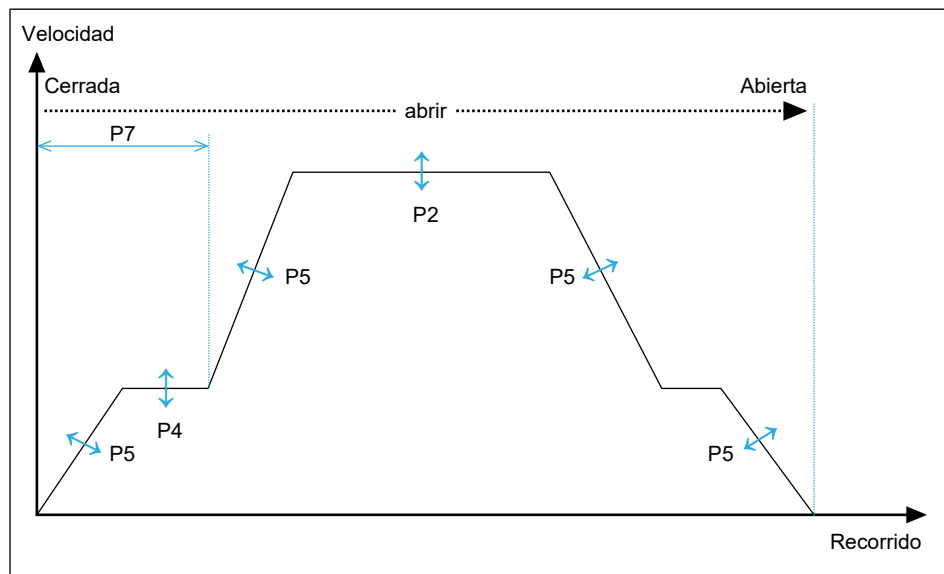 Velocidad
Cerrada
Abierta
abrir
P7
P2
P5
P5
P4
P5
P5
Recorrido